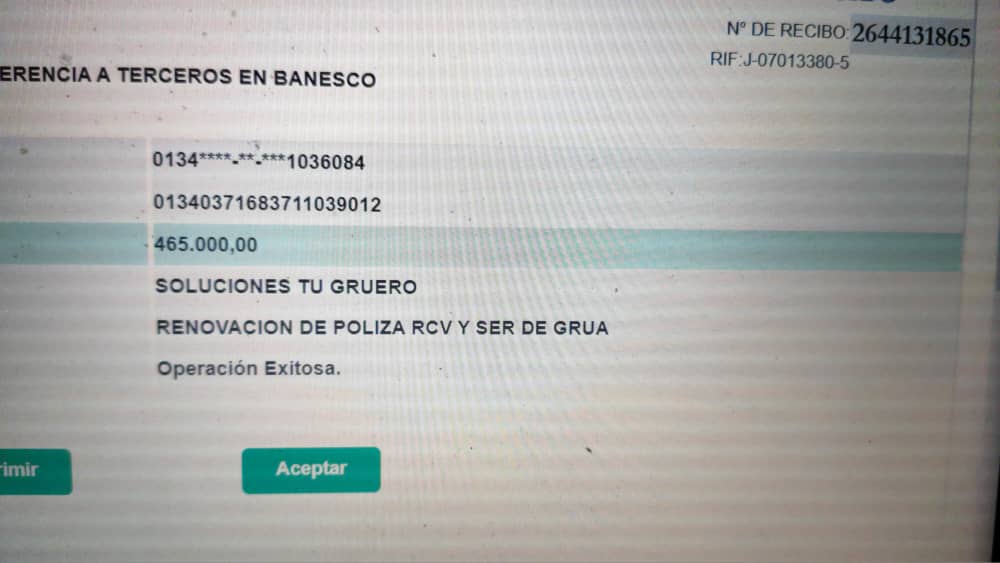 Nº DE RECIBO: 2644131865
RIF:J-07013380-5
ERENCIA A TERCEROS EN BANESCO
0134****-**-***1036084
01340371683711039012
465.000,00
SOLUCIONES TU GRUERO
RENOVACION DE POLIZA RCV Y SER DE GRUA
Operación Exitosa.
rimir
Aceptar